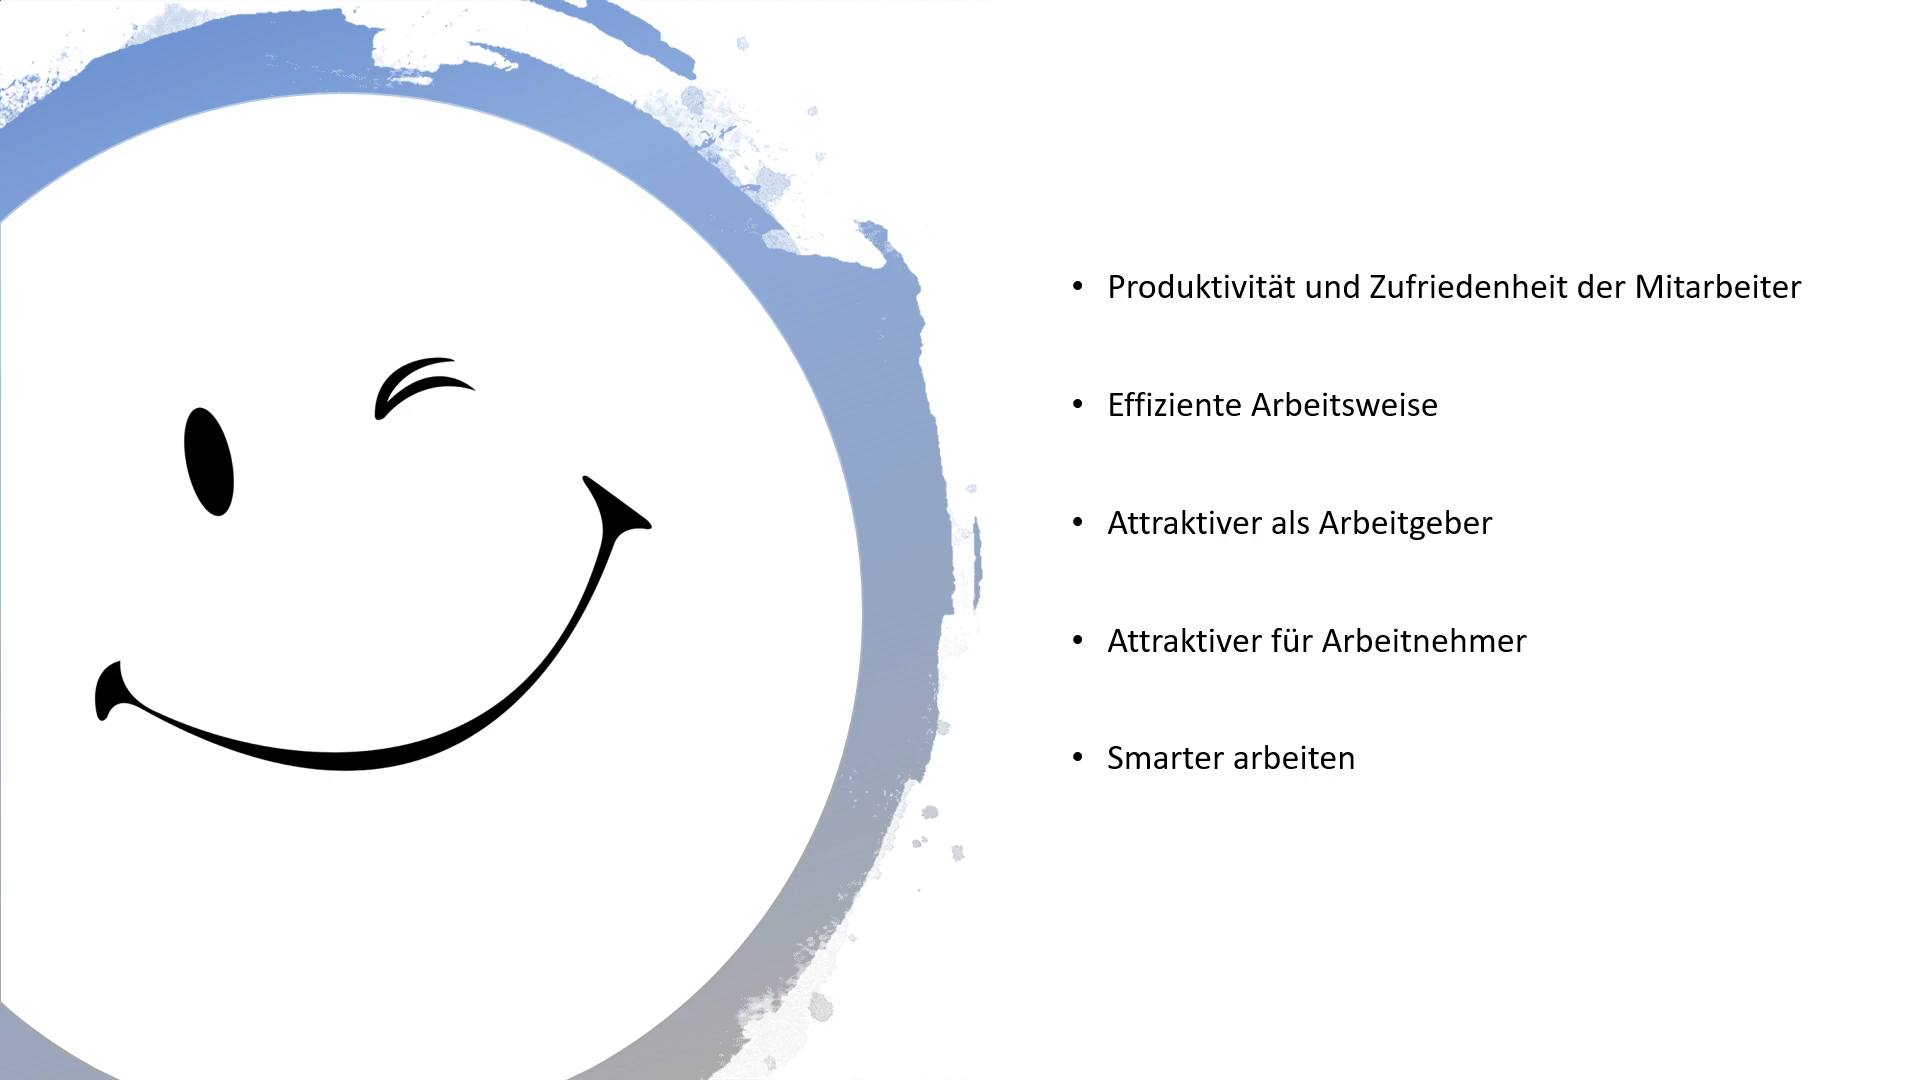 • Produktivität und Zufriedenheit der Mitarbeiter
• Effiziente Arbeitsweise
• Attraktiver als Arbeitgeber
• Attraktiver für Arbeitnehmer
• Smarter arbeiten